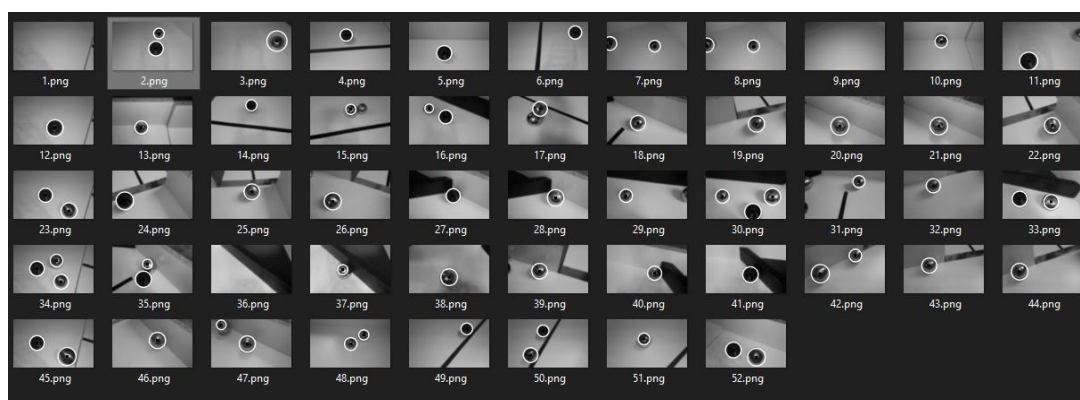 1.png 2.png 3.png 4.png 5.png 6.png 7.png 8.png 9.png 10.png 11.png
12.png 13.png 14.png 15.png 16.png 17.png 18.png 19.png 20.png 21.png 22.png
23.png 24.png 25.png 26.png 27.png 28.png 29.png 30.png 31.png 32.png 33.png
34.png 35.png 36.png 37.png 38.png 39.png 40.png 41.png 42.png 43.png 44.png
45.png 46.png 47.png 48.png 49.png 50.png 51.png 52.png